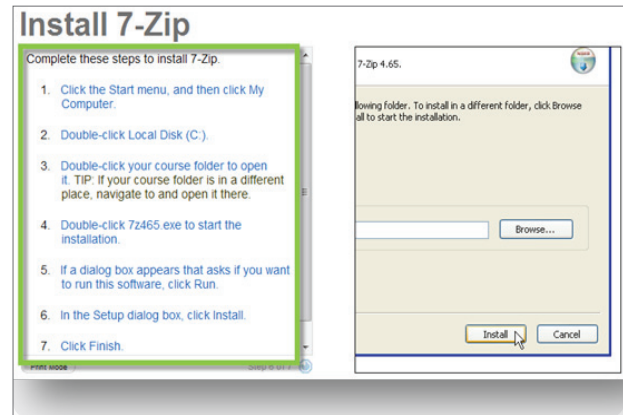 Install 7-Zip
Complete these steps to install 7-Zip.
1. Click the Start menu, and then click My
Computer.
2. Double-click Local Disk (C:).
3. Double-click your course folder to open
it. TIP: If your course folder is in a different
place, navigate to and open it there.
4. Double-click 7z465.exe to start the
installation.
5. If a dialog box appears that asks if you want
to run this software, click Run.
6. In the Setup dialog box, click Install.
7. Click Finish.
Print Mode
Step 6 of 7
7-Zip 4.65.
llowing folder. To install in a different folder, click Browse
all to start the installation.
Browse...
Install
Cancel